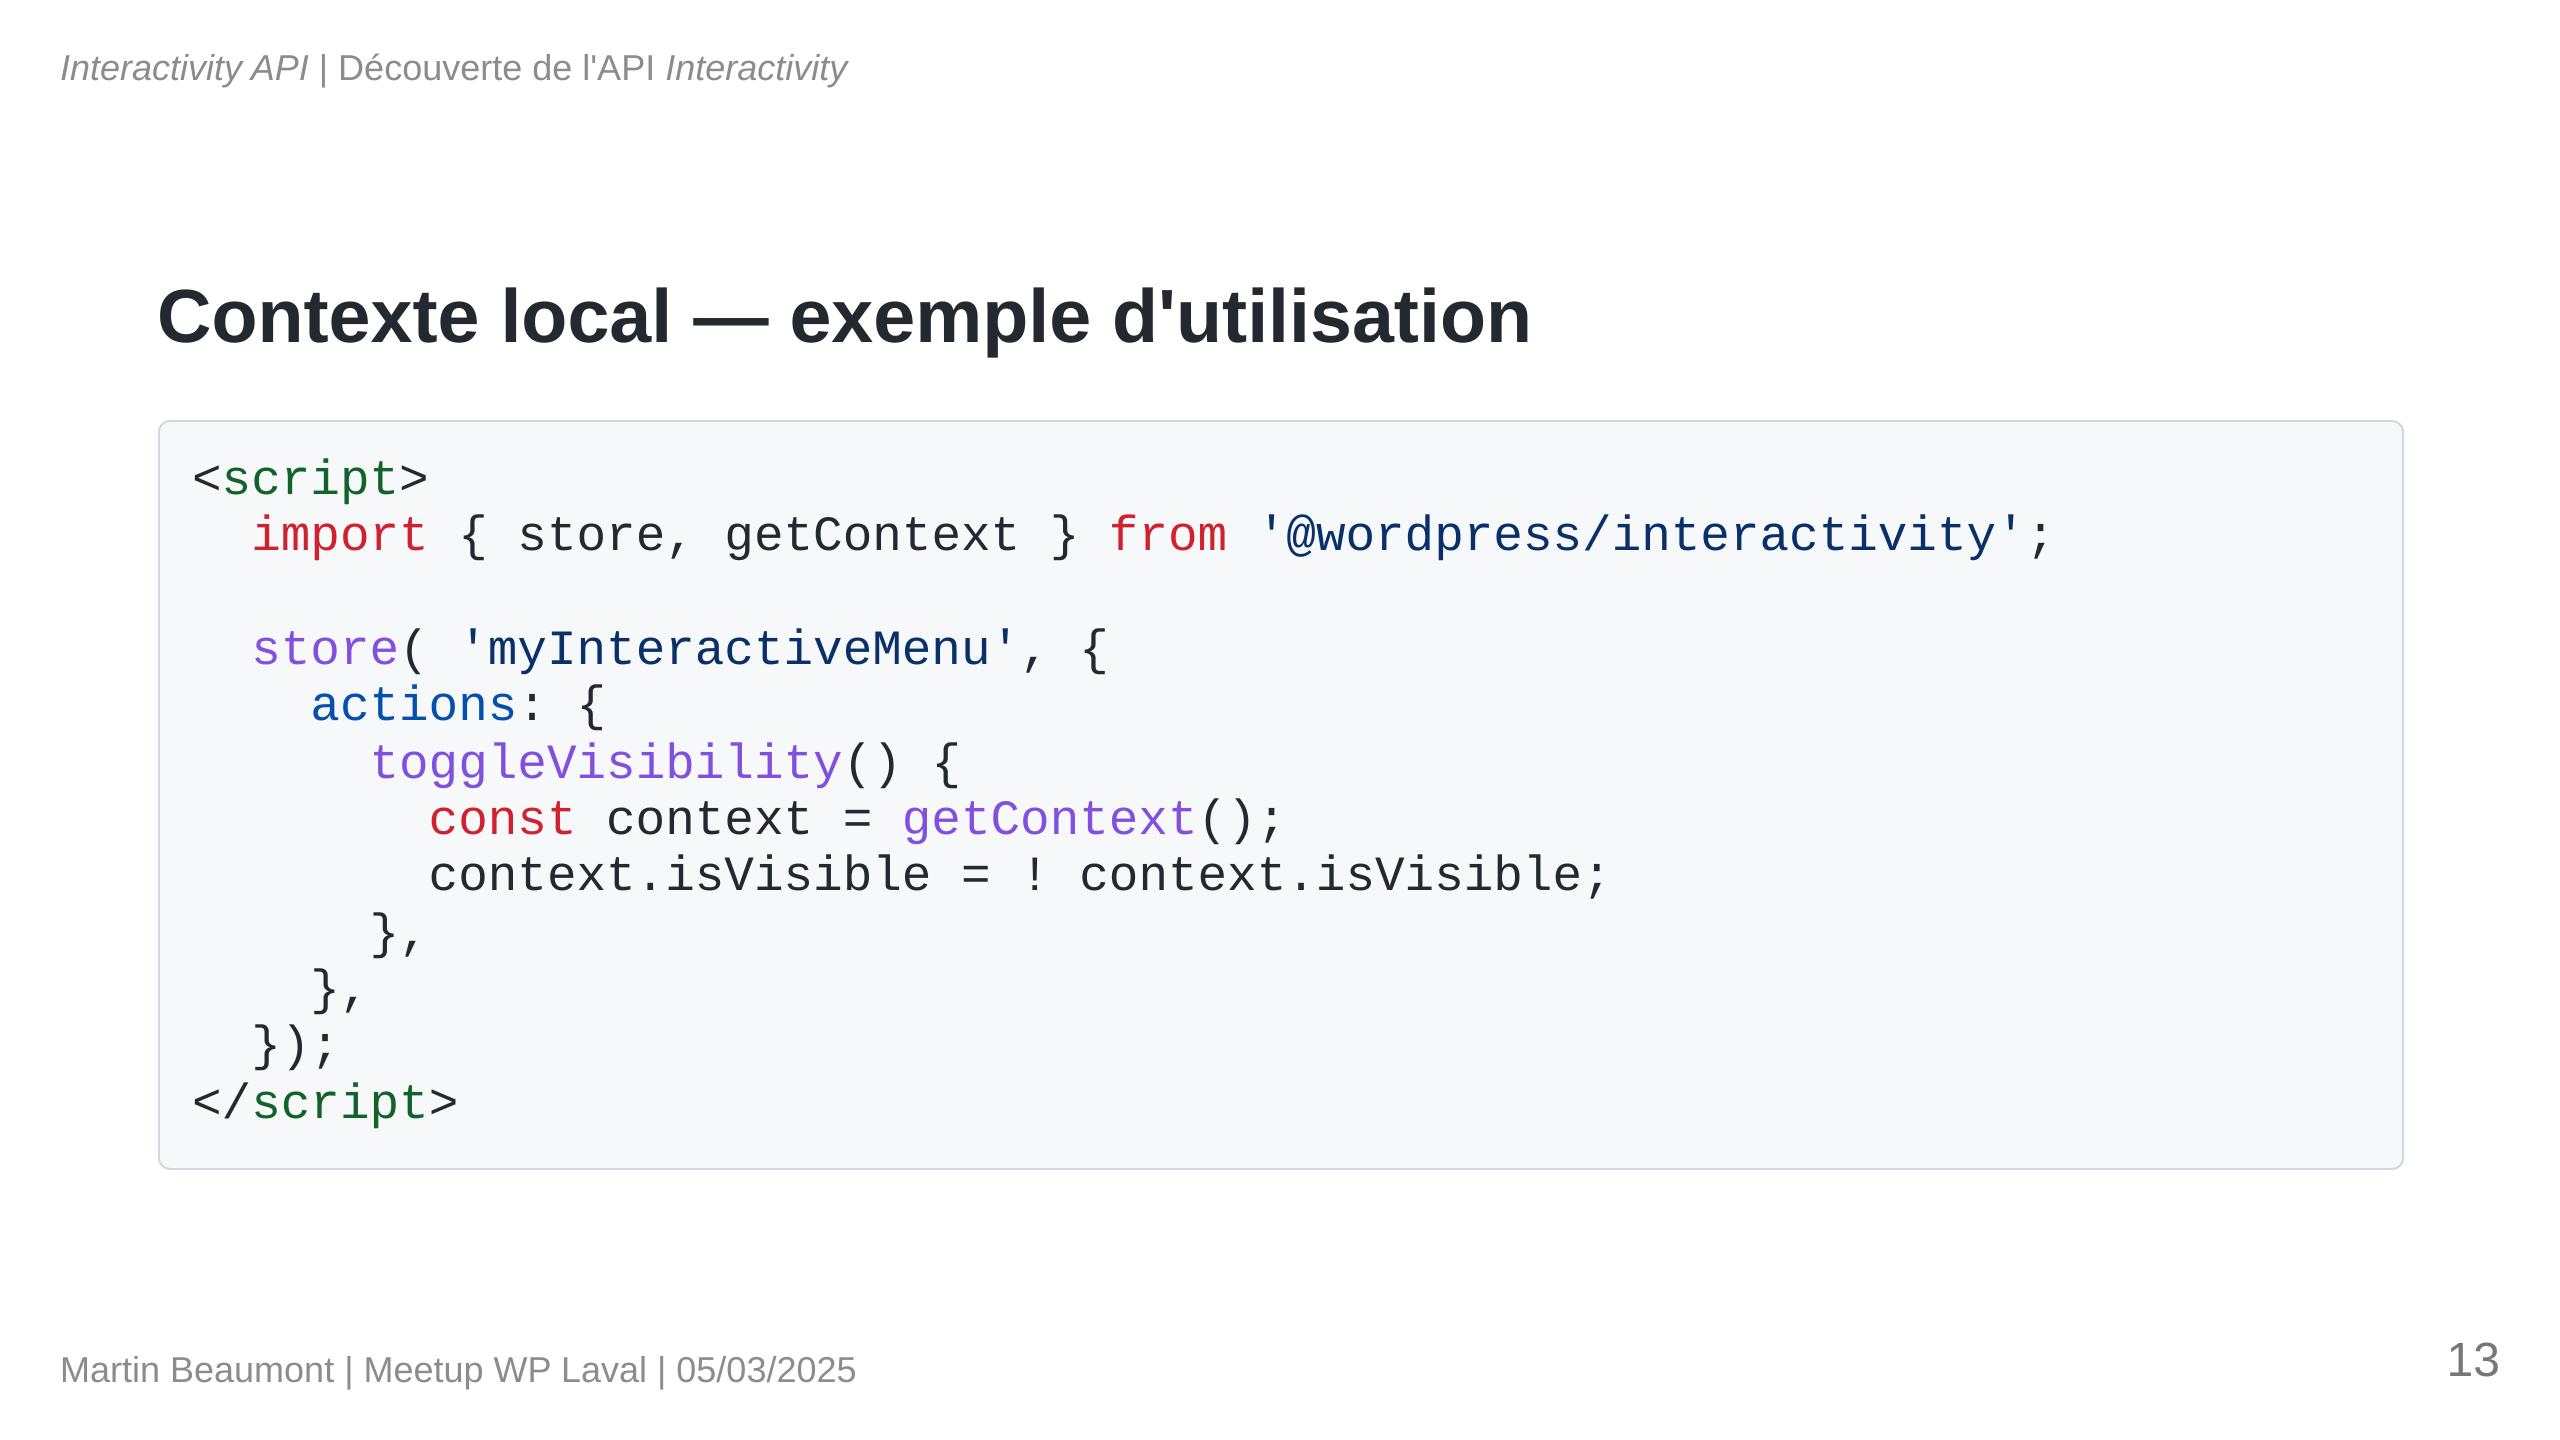 Interactivity API | Découverte de l'API Interactivity
Contexte local — exemple d'utilisation
<script>
  import { store, getContext } from '@wordpress/interactivity';

  store( 'myInteractiveMenu', {
    actions: {
      toggleVisibility() {
        const context = getContext();
        context.isVisible = ! context.isVisible;
      },
    },
  });
</script>
Martin Beaumont | Meetup WP Laval | 05/03/2025
13